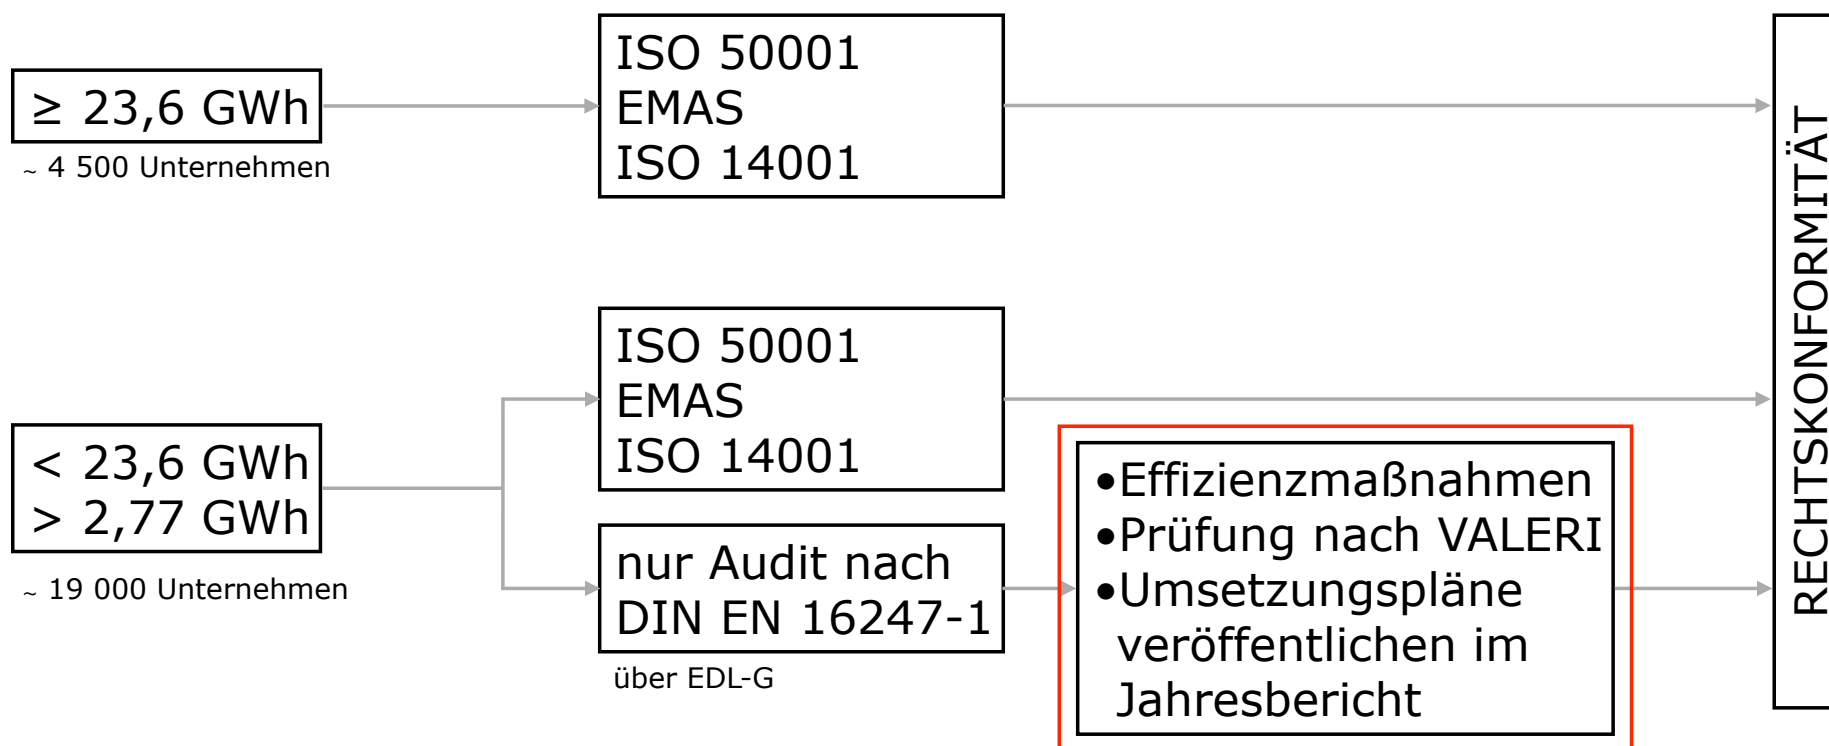 ≥ 23,6 GWh
~ 4 500 Unternehmen
ISO 50001
EMAS
ISO 14001
< 23,6 GWh
> 2,77 GWh
~ 19 000 Unternehmen
ISO 50001
EMAS
ISO 14001
nur Audit nach
DIN EN 16247-1
über EDL-G
•Effizienzmaßnahmen
•Prüfung nach VALERI
•Umsetzungspläne
veröffentlichen im
Jahresbericht
RECHTSKONFORMITÄT